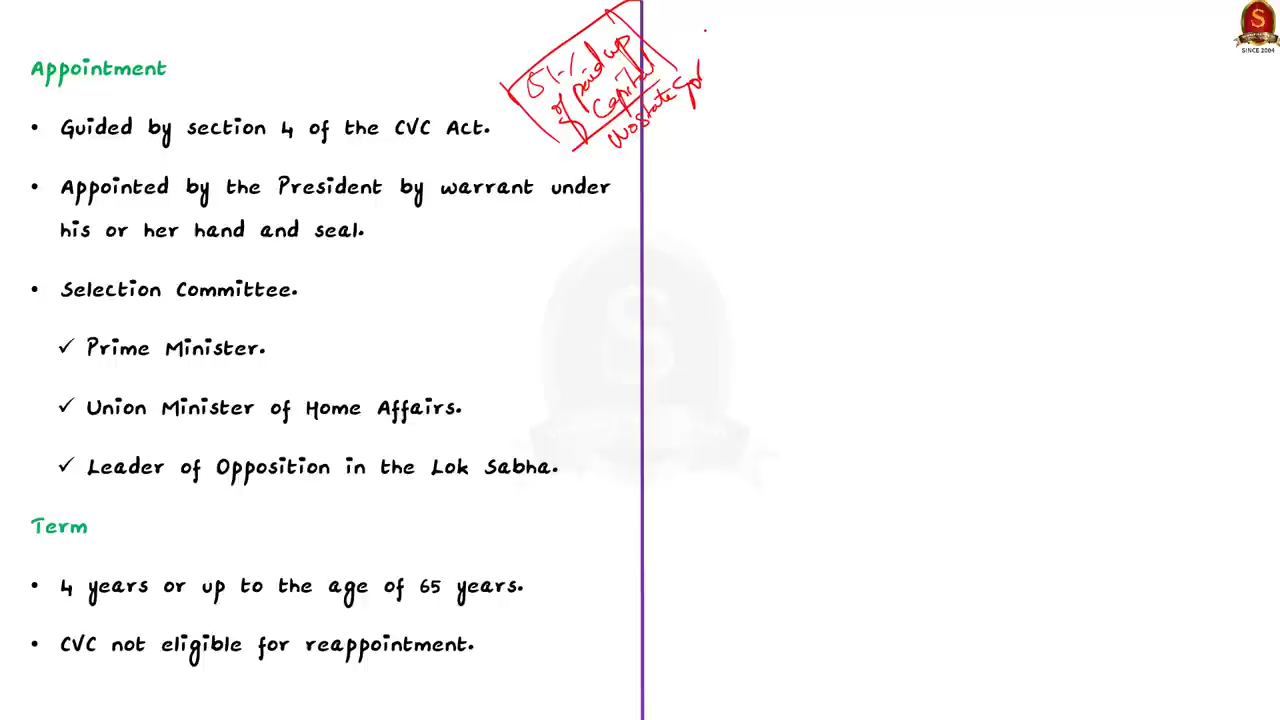 Appointment
• Guided by section 4 of the CVC Act.
• Appointed by the President by warrant under
his or her hand and seal.
• Selection Committee.
✓ Prime Minister.
✓ Union Minister of Home Affairs.
✓ Leader of Opposition in the Lok Sabha.
Term
• 4 years or up to the age of 65 years.
• CVC not eligible for reappointment.
51%
of paid up
Capital
state
S
SINCE 2004
S